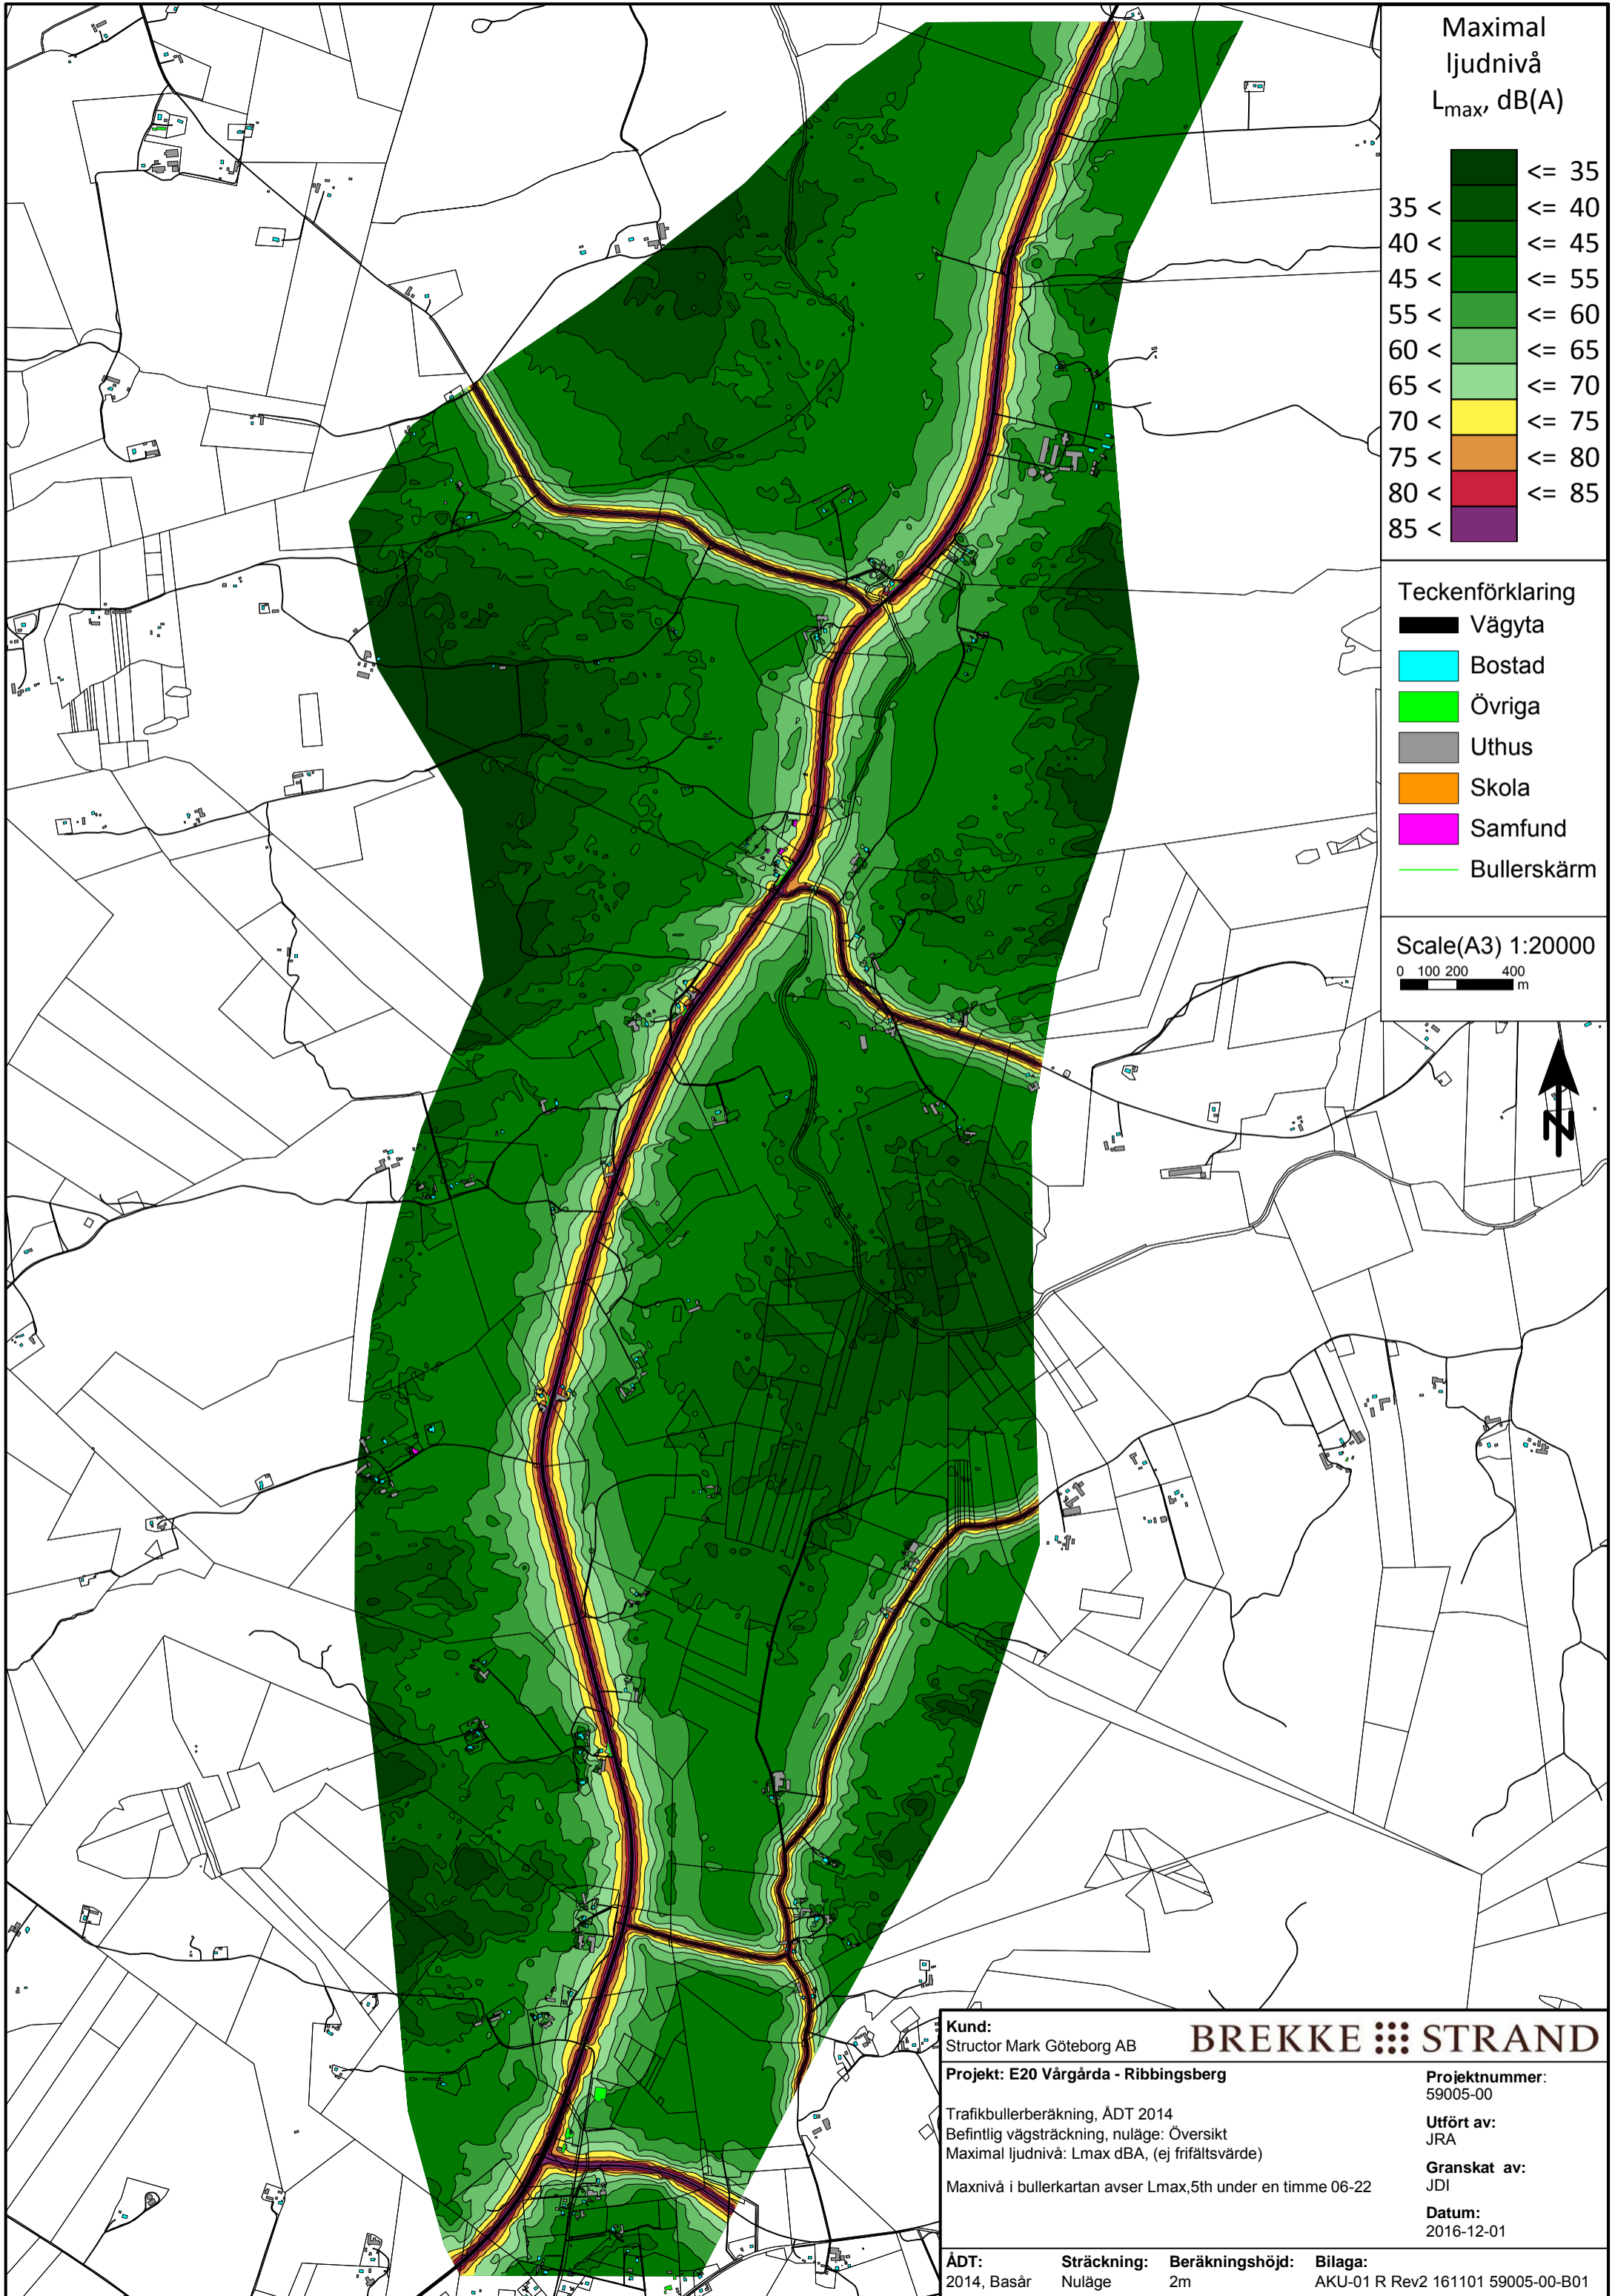 Maximal
ljudnivå
Lmax, dB(A)
<= 35
35 < <= 40
40 < <= 45
45 < <= 55
55 < <= 60
60 < <= 65
65 < <= 70
70 < <= 75
75 < <= 80
80 < <= 85
85 <
Teckenförklaring
Vägyta
Bostad
Övriga
Uthus
Skola
Samfund
Bullerskärm
Scale(A3) 1:20000
0 100 200 400
m
N
Kund:
Structor Mark Göteborg AB
BREKKE STRAND
Projekt: E20 Vårgårda - Ribbingsberg
Trafikbullerberäkning, ÅDT 2014
Befintlig vägsträckning, nuläge: Översikt
Maximal ljudnivå: Lmax dBA, (ej frifältsvärde)
Maxnivå i bullerkartan avser Lmax,5th under en timme 06-22
Projektnummer:
59005-00
Utfört av:
JRA
Granskat av:
JDI
Datum:
2016-12-01
ÅDT: Sträckning: Beräkningshöjd: Bilaga:
2014, Basår Nuläge 2m AKU-01 R Rev2 161101 59005-00-B01